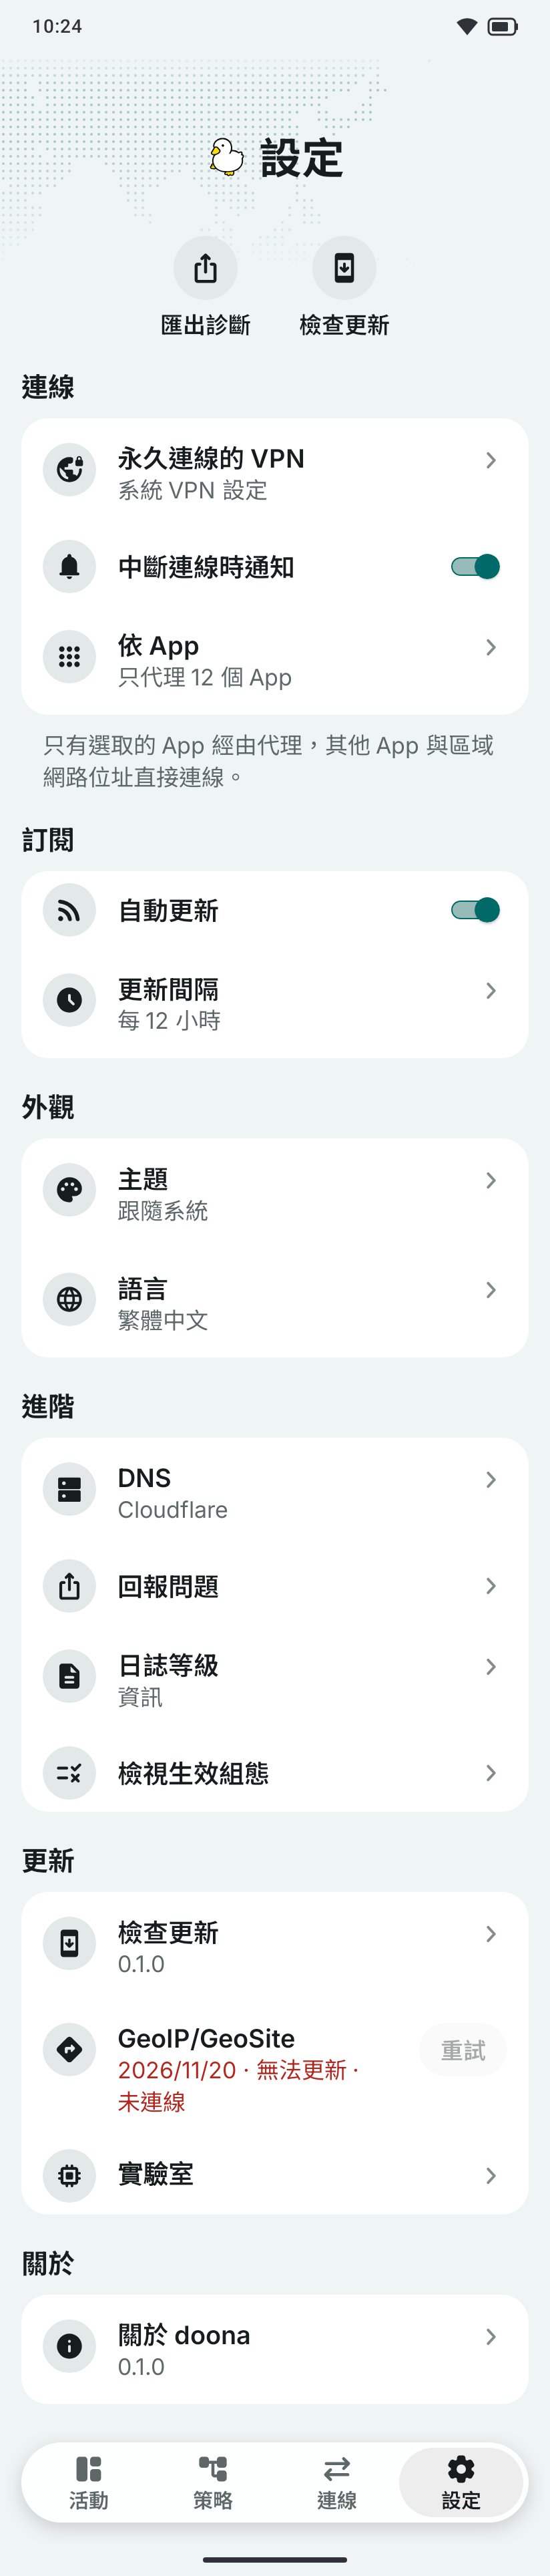 10:24
設定
匯出診斷
檢查更新
連線
永久連線的 VPN
系統 VPN 設定
中斷連線時通知
依 App
只代理 12 個 App
只有選取的 App 經由代理，其他 App 與區域
網路位址直接連線。
訂閱
自動更新
更新間隔
每 12 小時
外觀
主題
跟隨系統
語言
繁體中文
進階
DNS
Cloudflare
回報問題
日誌等級
資訊
檢視生效組態
更新
檢查更新
0.1.0
GeoIP/GeoSite
2026/11/20 · 無法更新 ·
未連線
重試
實驗室
關於
關於 doona
0.1.0
活動
策略
連線
設定